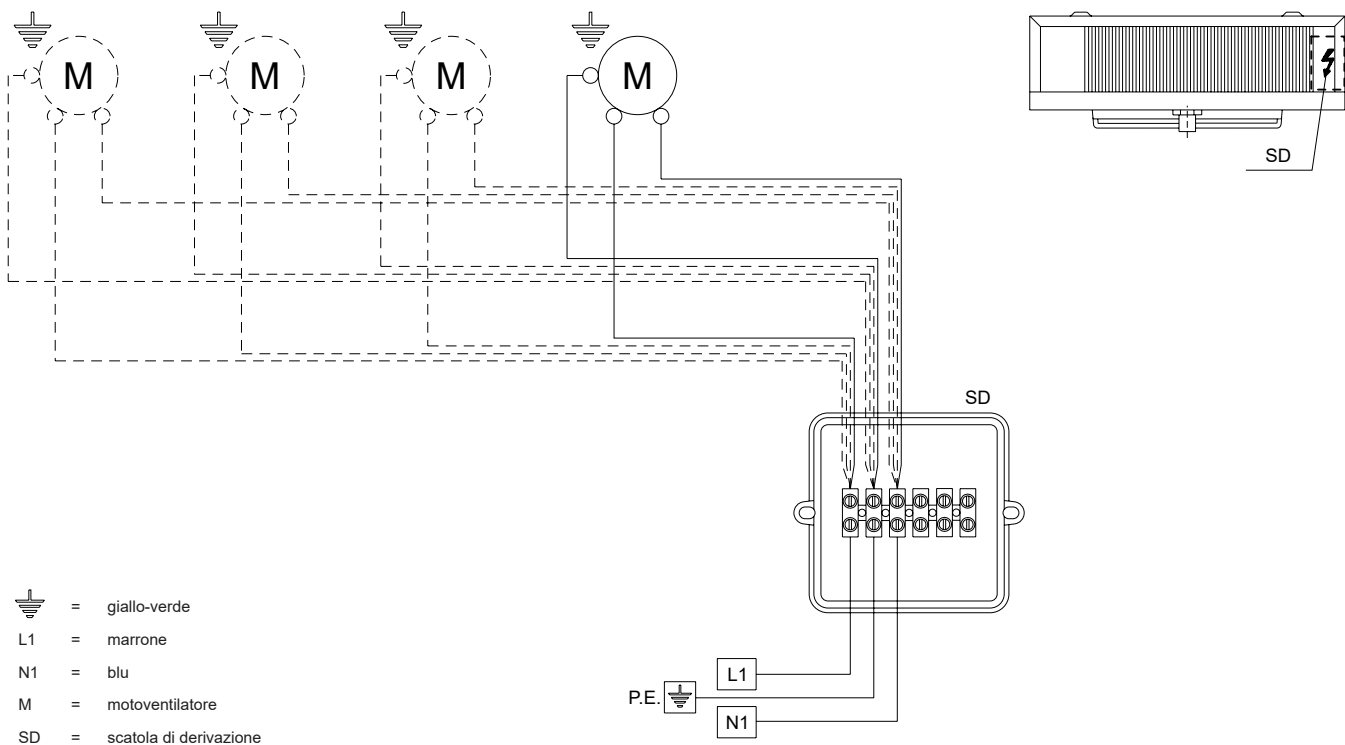 M M M M
SD
SD
= giallo-verde
L1 = marrone
N1 = blu
M = motoventilatore
SD = scatola di derivazione
L1
P.E.
N1